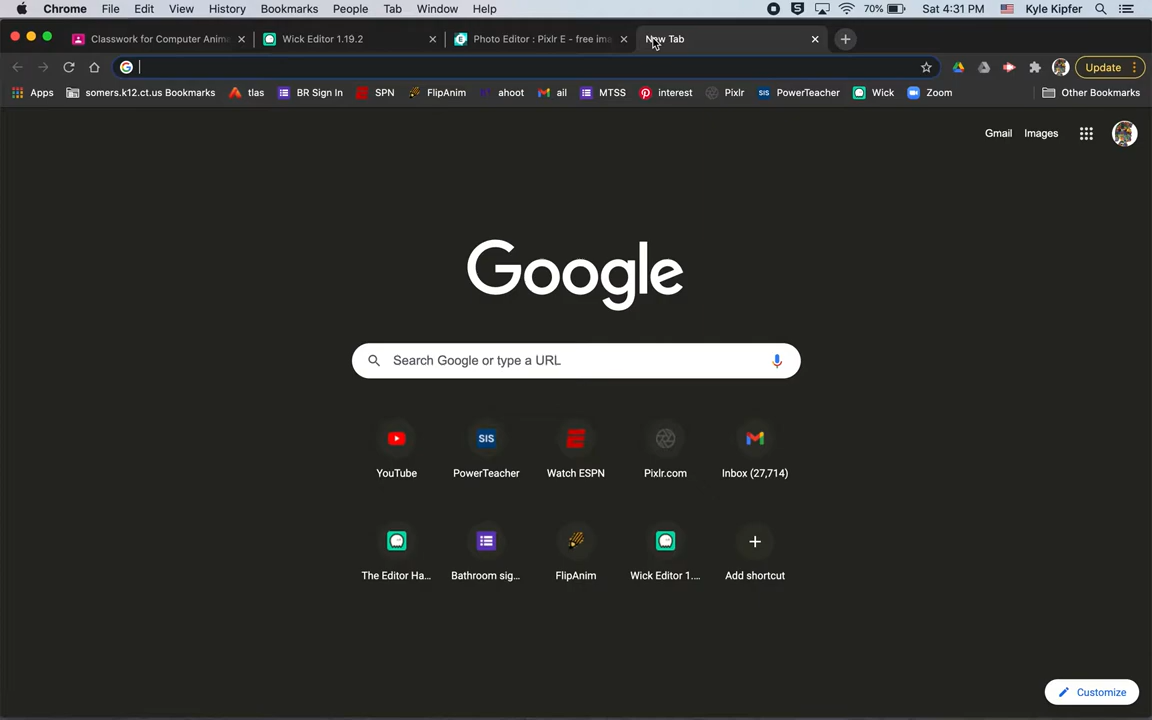 Chrome File Edit View History Bookmarks People Tab Window Help 70% Sat 4:31 PM Kyle Kipfer
Classwork for Computer Anima Wick Editor 1.19.2 Photo Editor : Pixlr E - free ima New Tab
Update
Apps somers.k12.ct.us Bookmarks tlas BR Sign In SPN FlipAnim ahoot ail MTSS interest Pixlr SIS PowerTeacher Wick Zoom Other Bookmarks
Gmail Images
Google
Search Google or type a URL
SIS
YouTube PowerTeacher Watch ESPN Pixlr.com Inbox (27,714)
The Editor Ha... Bathroom sig... FlipAnim Wick Editor 1.... Add shortcut
Customize